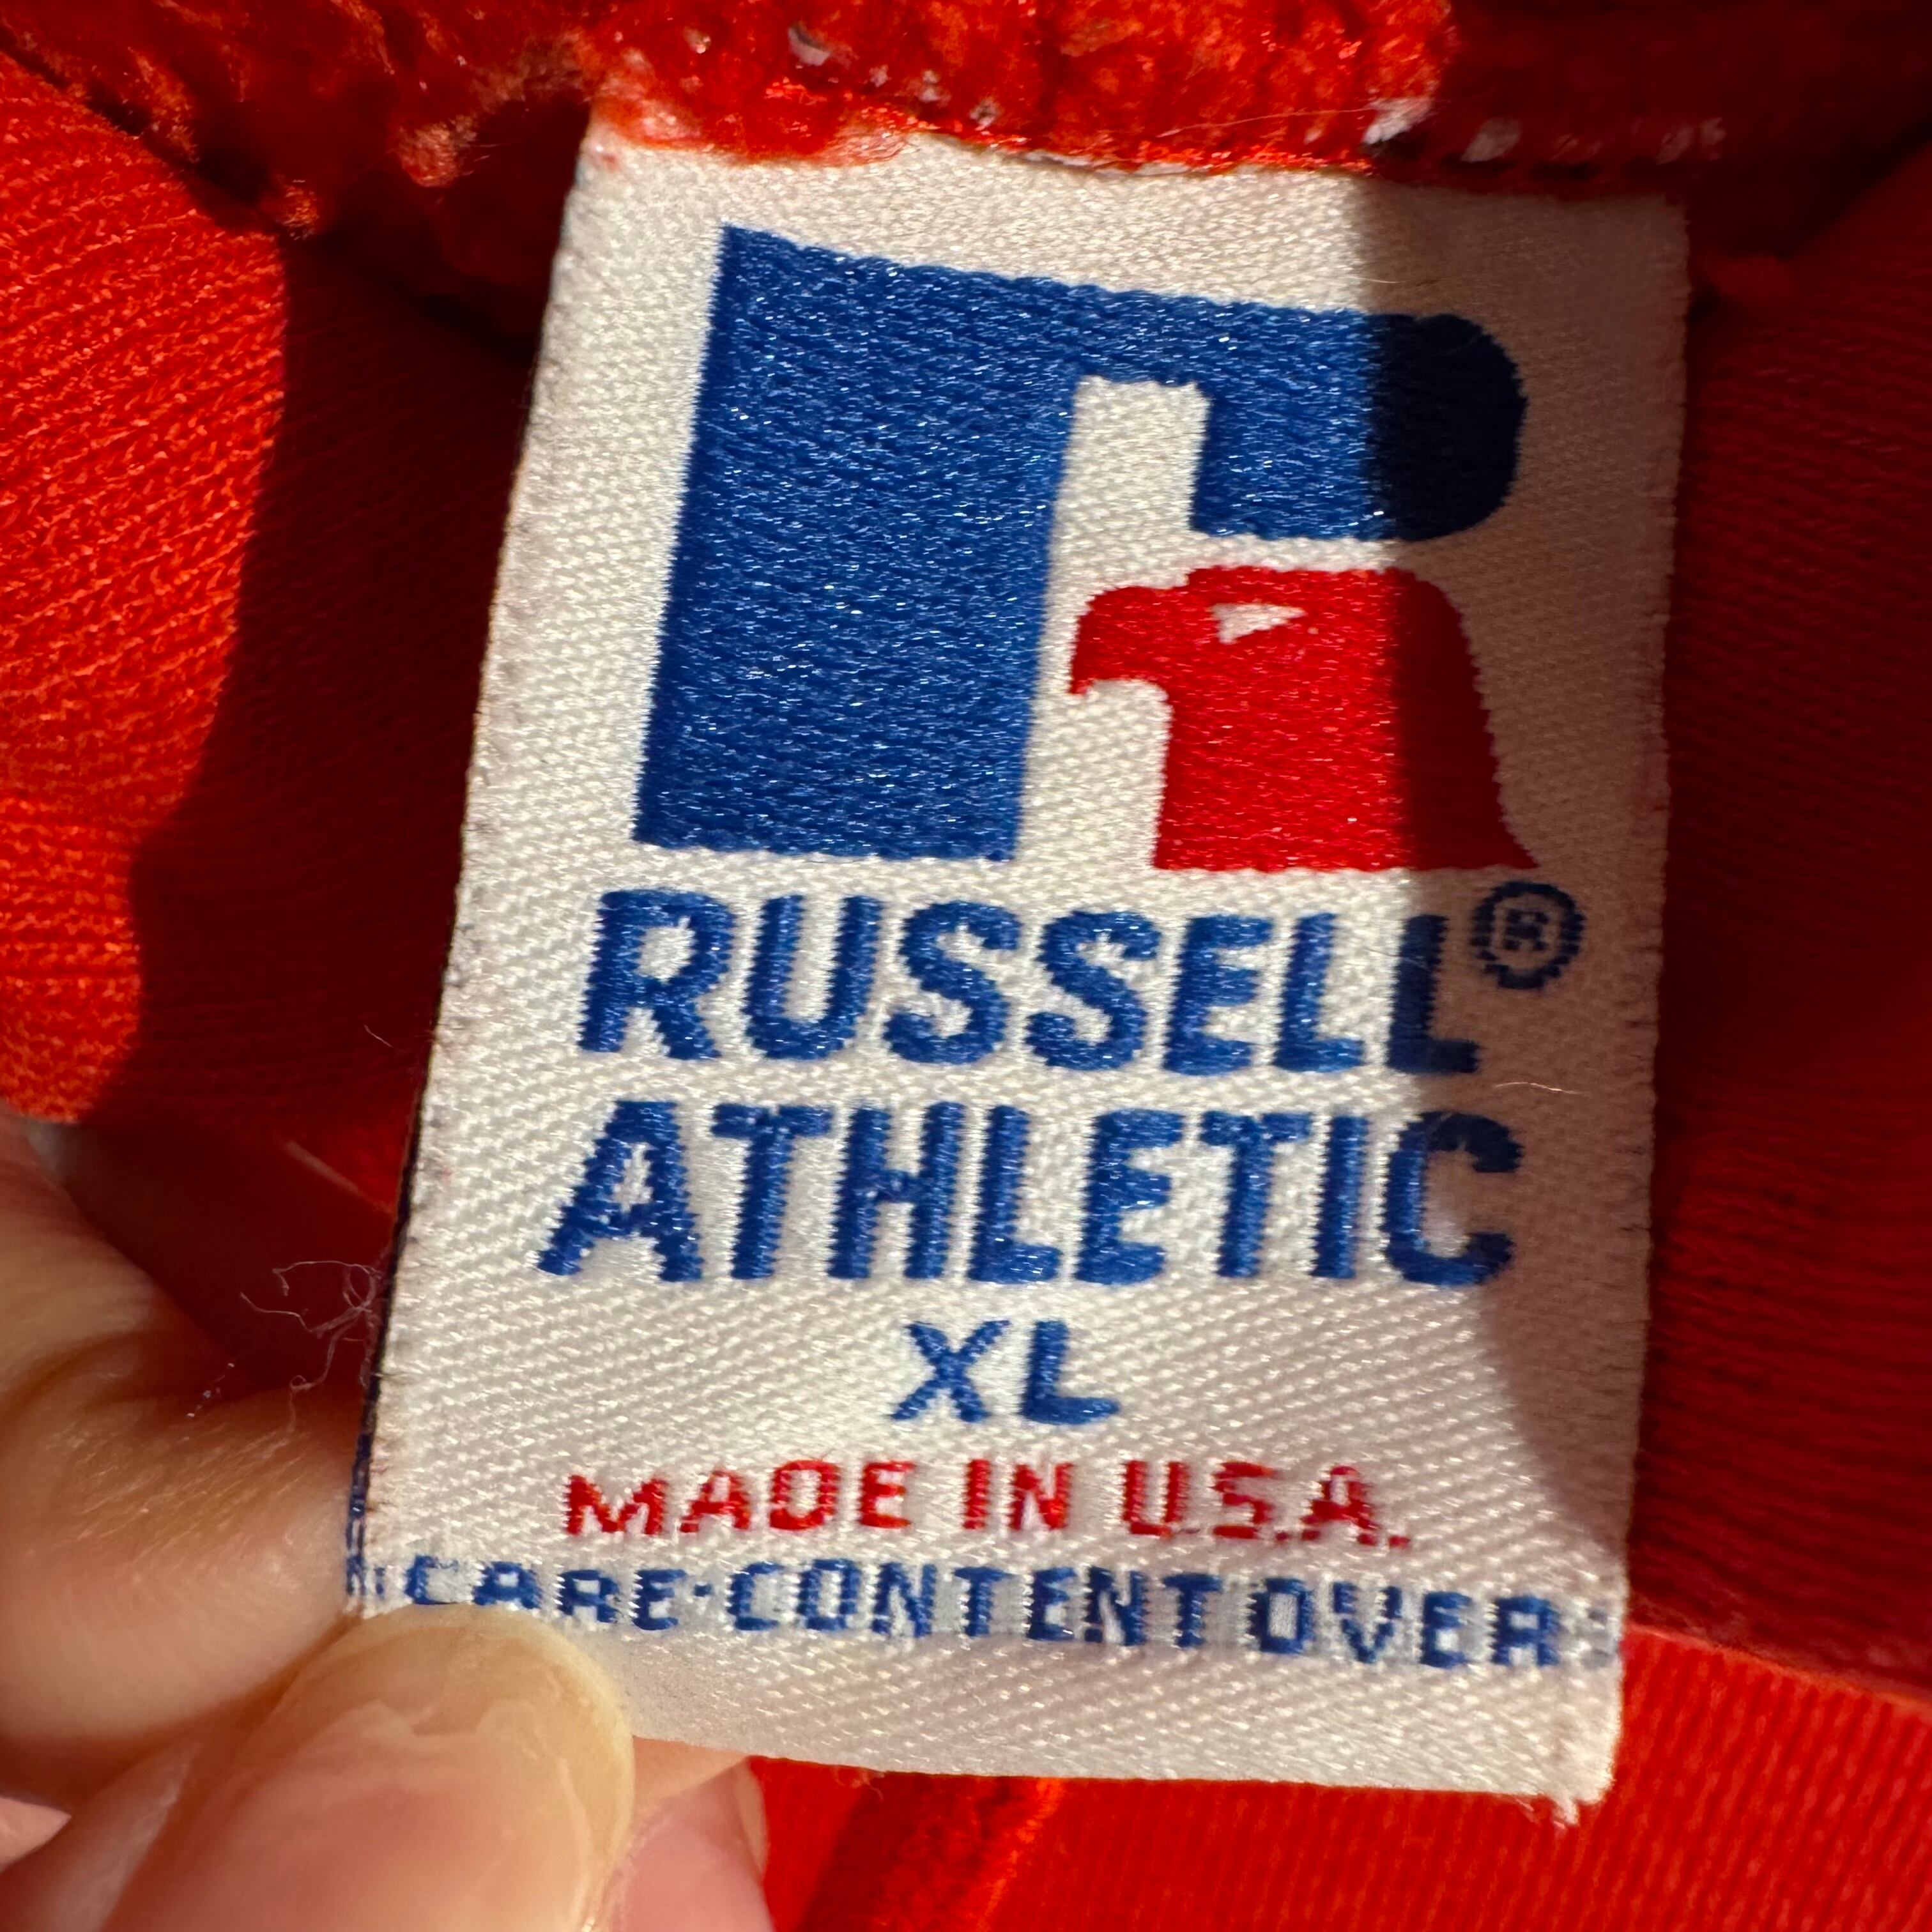 RUSSELL®
ATHLETIC
XL
MADE IN U.S.A.
CARE·CONTENT OVER